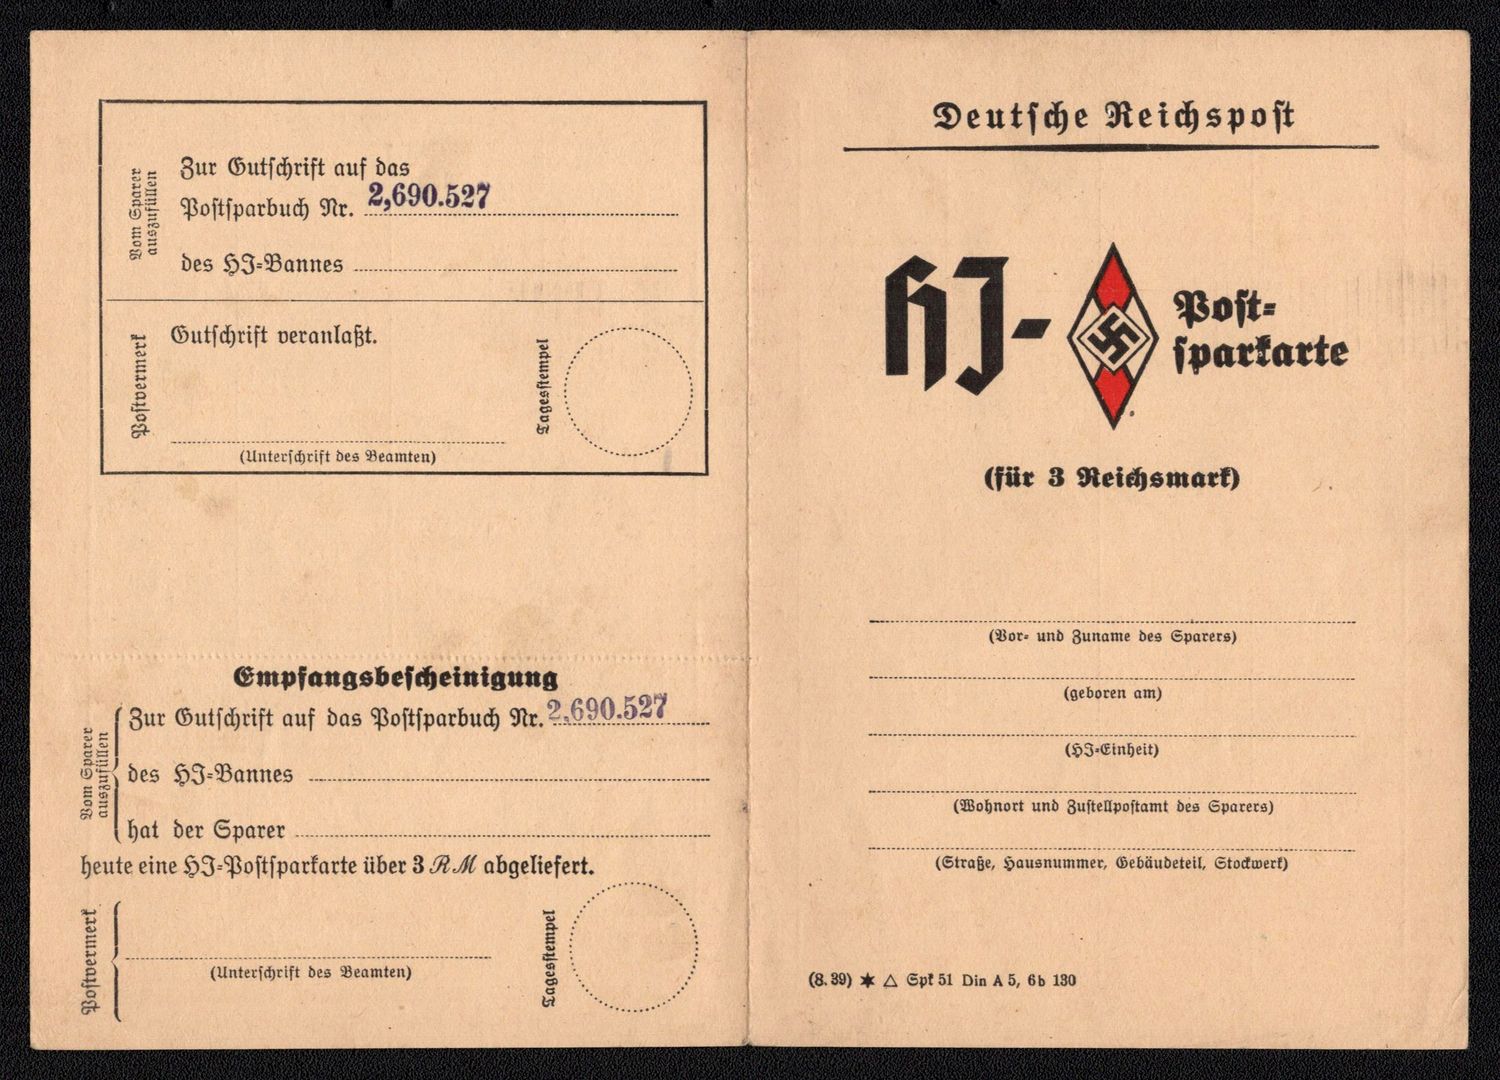 Vom Sparer
auszufüllen
Zur Gutschrift auf das
Postsparbuch Nr. 2,690.527
des HJ-Bannes
Postvermerk
Gutschrift veranlaßt.
Tagesstempel
(Unterschrift des Beamten)
Empfangsbescheinigung
Vom Sparer
auszufüllen
Zur Gutschrift auf das Postsparbuch Nr. 2,690.527
des HJ-Bannes
hat der Sparer
heute eine HJ-Postsparkarte über 3 RM abgeliefert.
Postvermerk
Tagesstempel
(Unterschrift des Beamten)
Deutsche Reichspost
HJ- Post-
sparkarte
(für 3 Reichsmark)
(Vor- und Zuname des Sparers)
(geboren am)
(HJ-Einheit)
(Wohnort und Zustellpostamt des Sparers)
(Straße, Hausnummer, Gebäudeteil, Stockwerk)
(8. 39) ✶ △ Spk 51 Din A 5, 6b 130